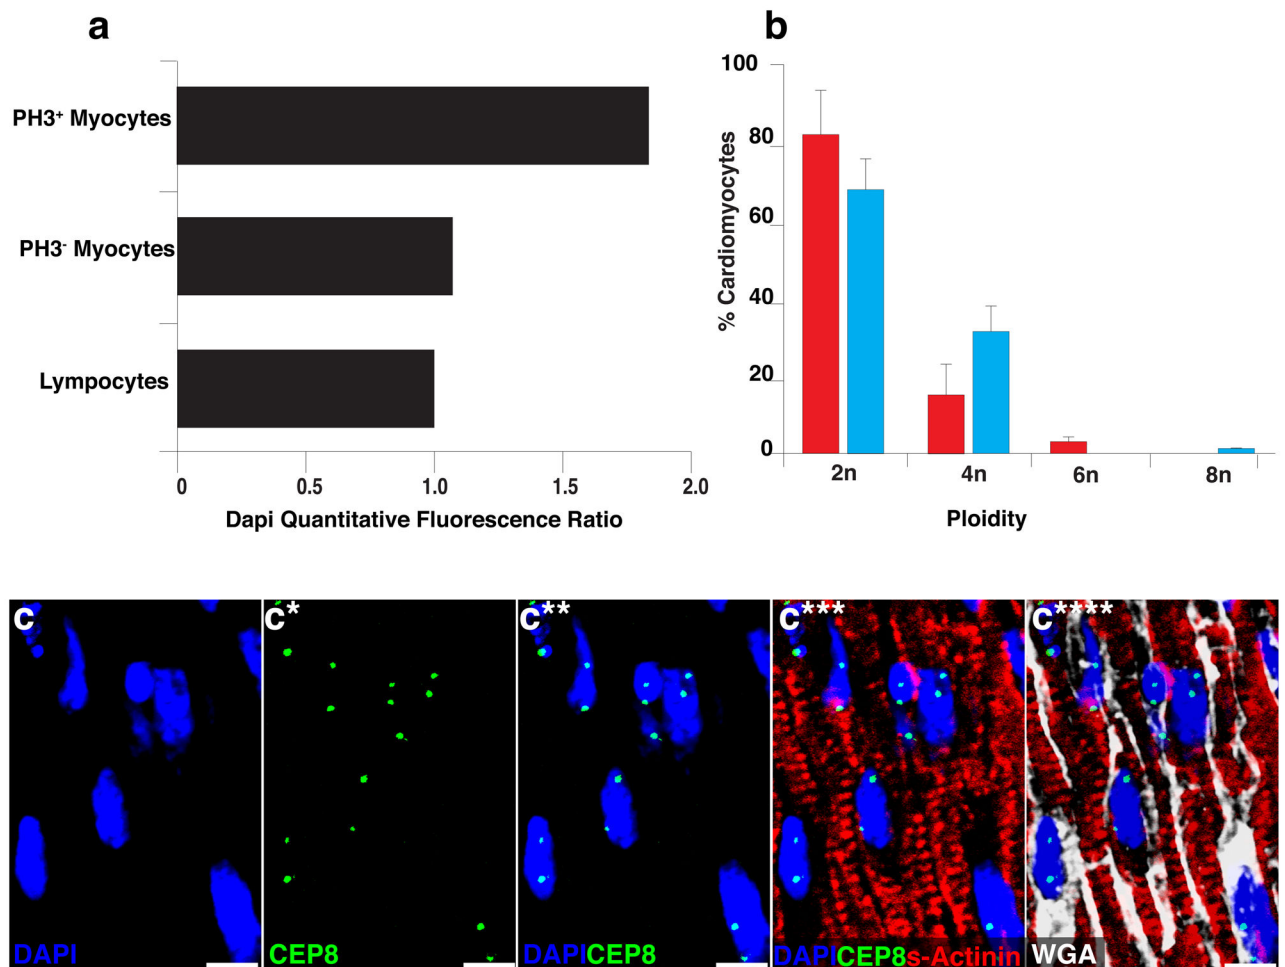 a
PH3⁺ Myocytes
PH3⁻ Myocytes
Lympocytes
0 0.5 1.0 1.5 2.0
Dapi Quantitative Fluorescence Ratio
b
% Cardiomyocytes
100
80
60
40
20
0
2n 4n 6n 8n
Ploidity
c c* c** c*** c****
DAPI CEP8 DAPICEP8 DAPICEP8s-Actinin WGA